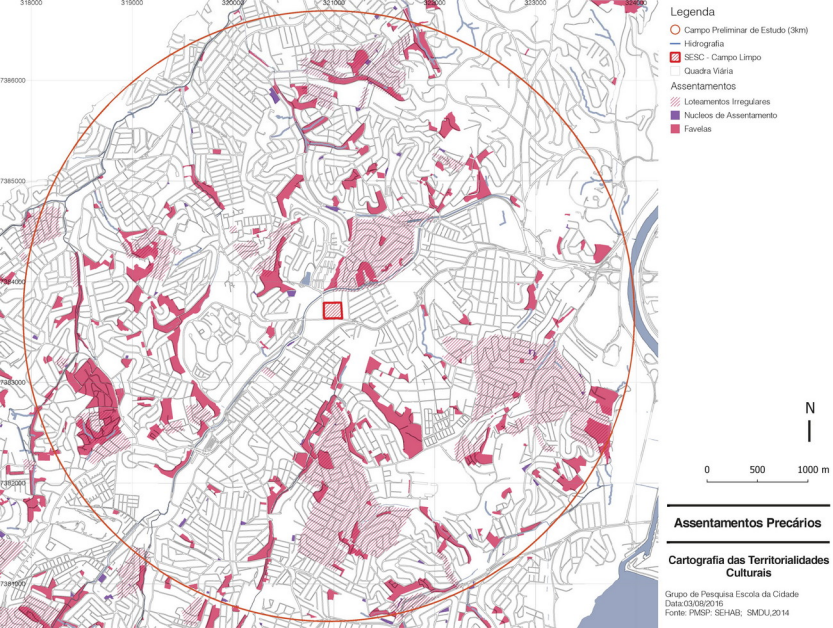 318000 319000 320000 321000 322000 323000 324000
7386000
7385000
7384000
7383000
7382000
7381000
Legenda
Campo Preliminar de Estudo (3km)
Hidrografia
SESC - Campo Limpo
Quadra Viária
Assentamentos
Loteamentos Irregulares
Nucleos de Assentamento
Favelas
N
0 500 1000 m
Assentamentos Precários
Cartografia das Territorialidades
Culturais
Grupo de Pesquisa Escola da Cidade
Data:03/08/2016
Fonte: PMSP: SEHAB; SMDU,2014